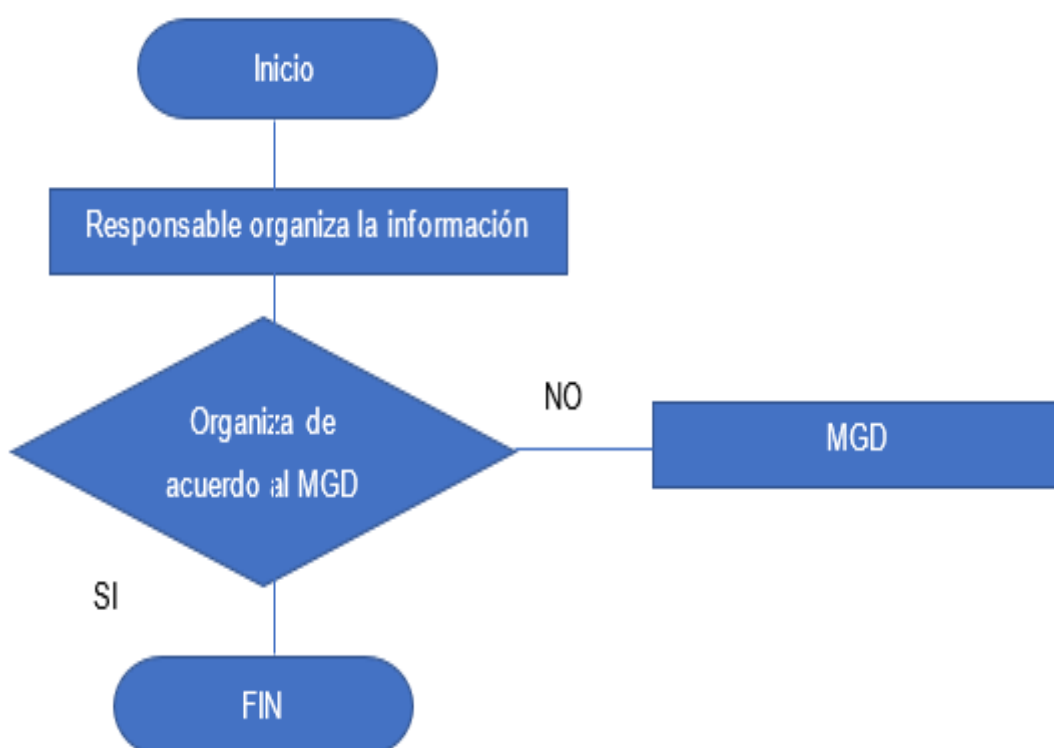 Inicio
Responsable organiza la información
Organiza de
acuerdo al MGD
NO
MGD
SI
FIN